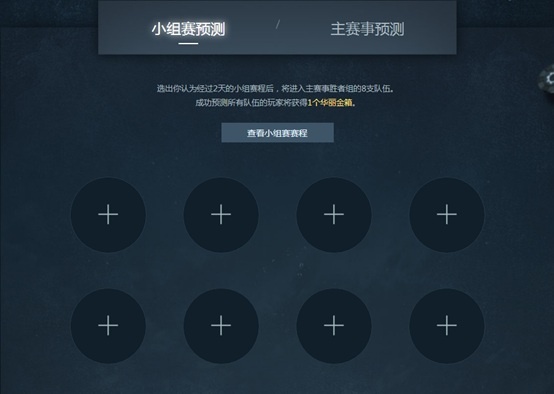 小组赛预测 / 主赛事预测
选出你认为经过2天的小组赛程后，将进入主赛事胜者组的8支队伍。
成功预测所有队伍的玩家将获得1个华丽金箱。
查看小组赛赛程